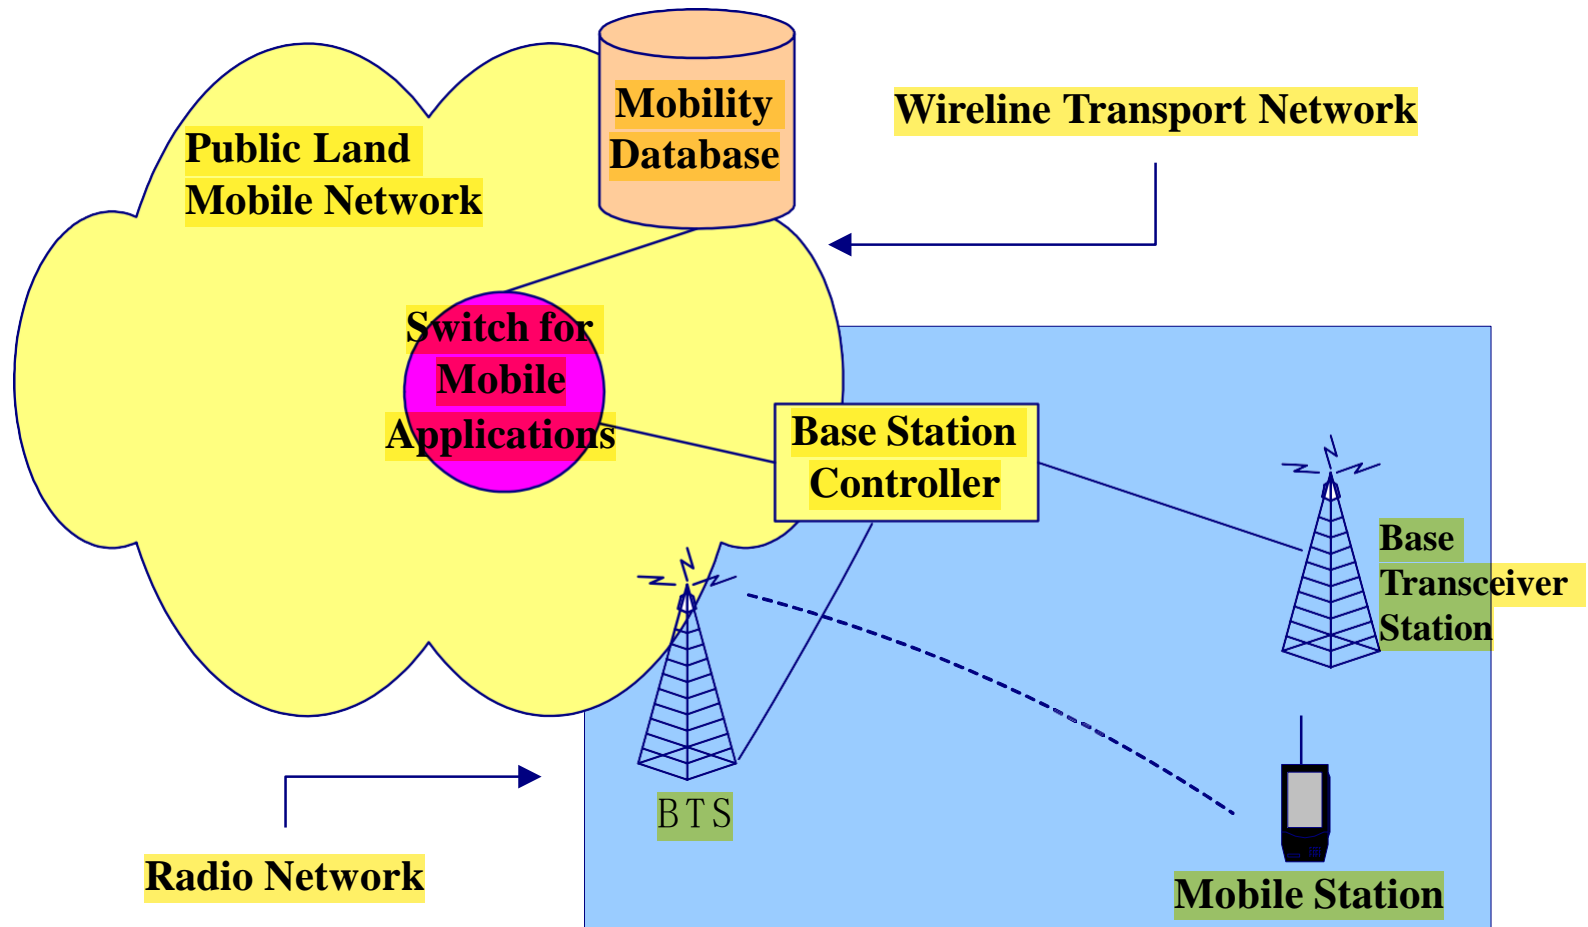 Mobility
Database
Wireline Transport Network
Public Land
Mobile Network
Switch for
Mobile
Applications
Base Station
Controller
Base
Transceiver
Station
BTS
Mobile Station
Radio Network